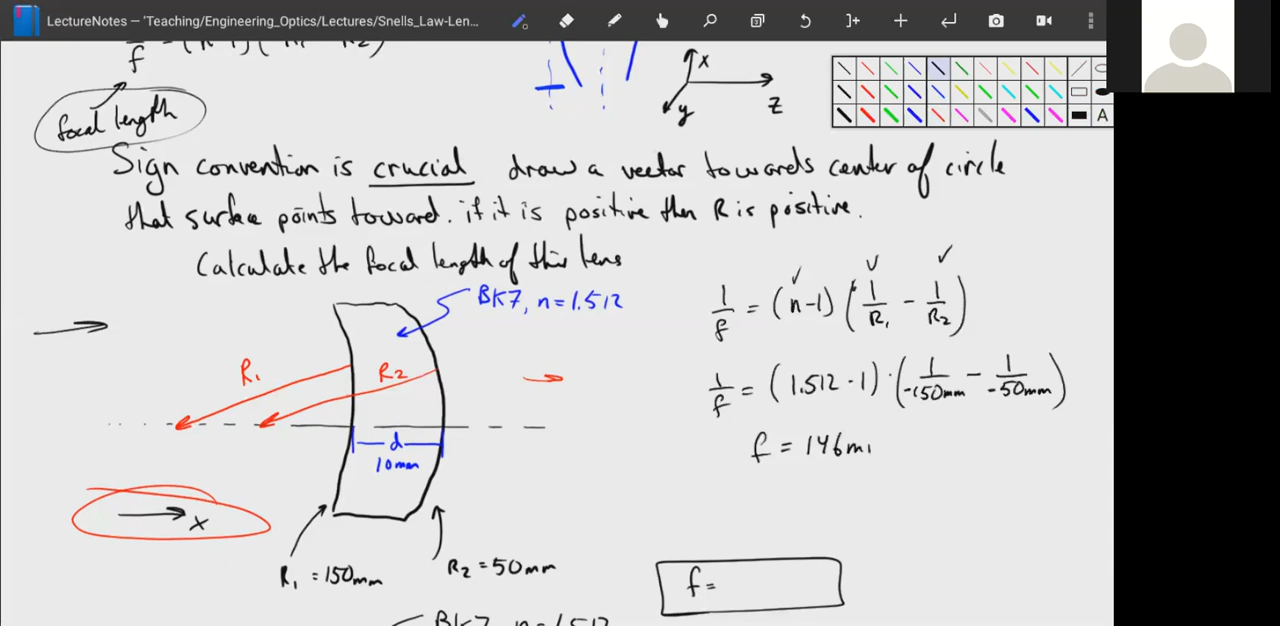 LectureNotes — 'Teaching/Engineering_Optics/Lectures/Snells_Law-Len...
f
focal length
x
y
z
A
Sign convention is crucial draw a vector towards center of circle
that surface points toward. if it is positive then R is positive.
Calculate the focal length of this lens
BK7, n=1.512
R1
R2
d
10mm
x
R1 = 150mm
R2 = 50mm
1/f = (n-1) (1/R1 - 1/R2)
1/f = (1.512-1)·(1/-150mm - 1/-50mm)
f = 146m
f =
BK7, n=1.512